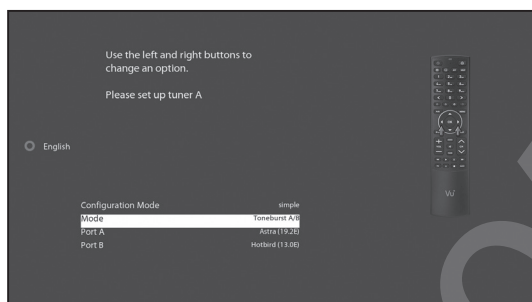 Use the left and right buttons to
change an option.
Please set up tuner A
English
Configuration Mode simple
Mode Toneburst A/B
Port A Astra (19.2E)
Port B Hotbird (13.0E)
Vu+